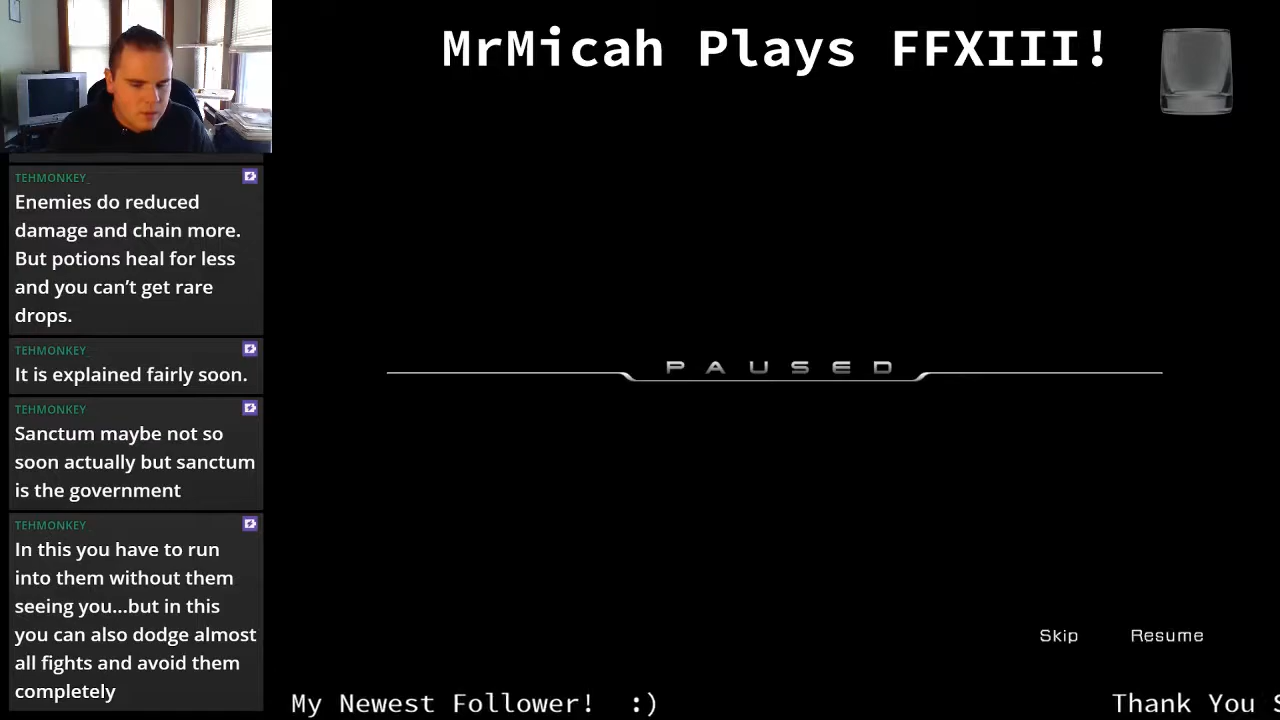 MrMicah Plays FFXIII!
TEHMONKEY_
Enemies do reduced
damage and chain more.
But potions heal for less
and you can’t get rare
drops.
TEHMONKEY_
It is explained fairly soon.
TEHMONKEY_
Sanctum maybe not so
soon actually but sanctum
is the government
TEHMONKEY_
In this you have to run
into them without them
seeing you...but in this
you can also dodge almost
all fights and avoid them
completely
PAUSED
Skip Resume
My Newest Follower! :) Thank You S